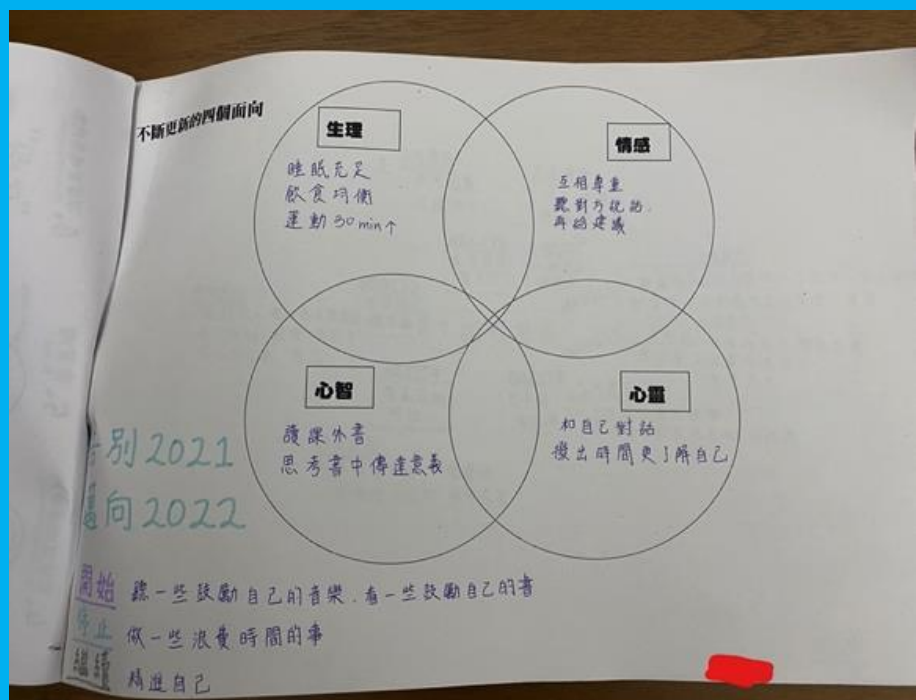 不斷更新的四個面向
生理
睡眠充足
飲食均衡
運動30min↑
情感
互相尊重
聽對方說話.
再給建議
心智
讀課外書
思考書中傳達意義
心靈
和自己對話
撥出時間更了解自己
別2021
邁向2022
開始 聽一些鼓勵自己的音樂.看一些鼓勵自己的書
停止 做一些浪費時間的事
繼續 精進自己